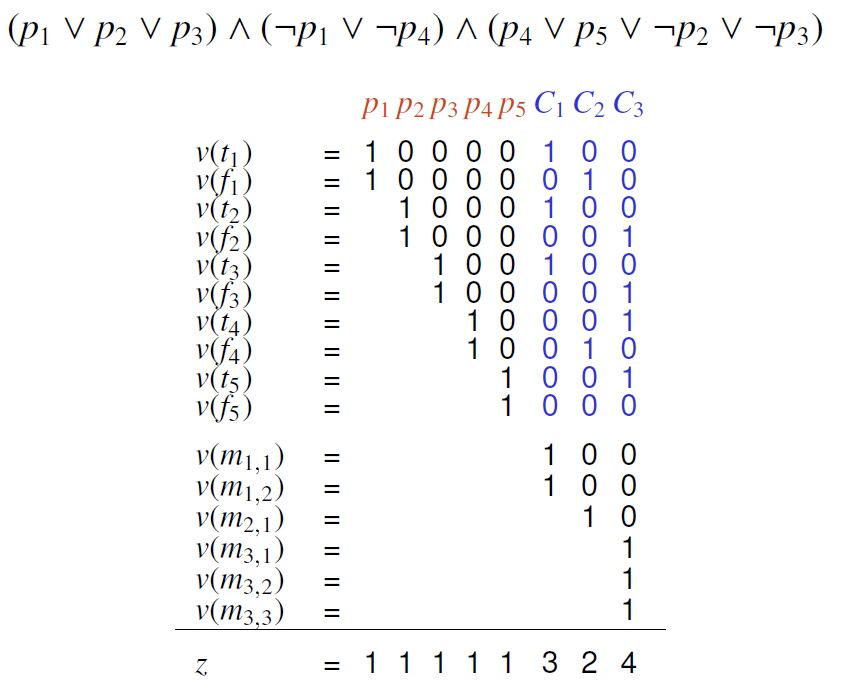 (p₁ ∨ p₂ ∨ p₃) ∧ (¬p₁ ∨ ¬p₄) ∧ (p₄ ∨ p₅ ∨ ¬p₂ ∨ ¬p₃)
p₁ p₂ p₃ p₄ p₅ C₁ C₂ C₃
v(t₁) = 1 0 0 0 0 1 0 0
v(f₁) = 1 0 0 0 0 0 1 0
v(t₂) = 1 0 0 0 1 0 0
v(f₂) = 1 0 0 0 0 0 1
v(t₃) = 1 0 0 1 0 0
v(f₃) = 1 0 0 0 0 1
v(t₄) = 1 0 0 0 1
v(f₄) = 1 0 0 1 0
v(t₅) = 1 0 0 1
v(f₅) = 1 0 0 0
v(m₁,₁) = 1 0 0
v(m₁,₂) = 1 0 0
v(m₂,₁) = 1 0
v(m₃,₁) = 1
v(m₃,₂) = 1
v(m₃,₃) = 1
z = 1 1 1 1 1 3 2 4